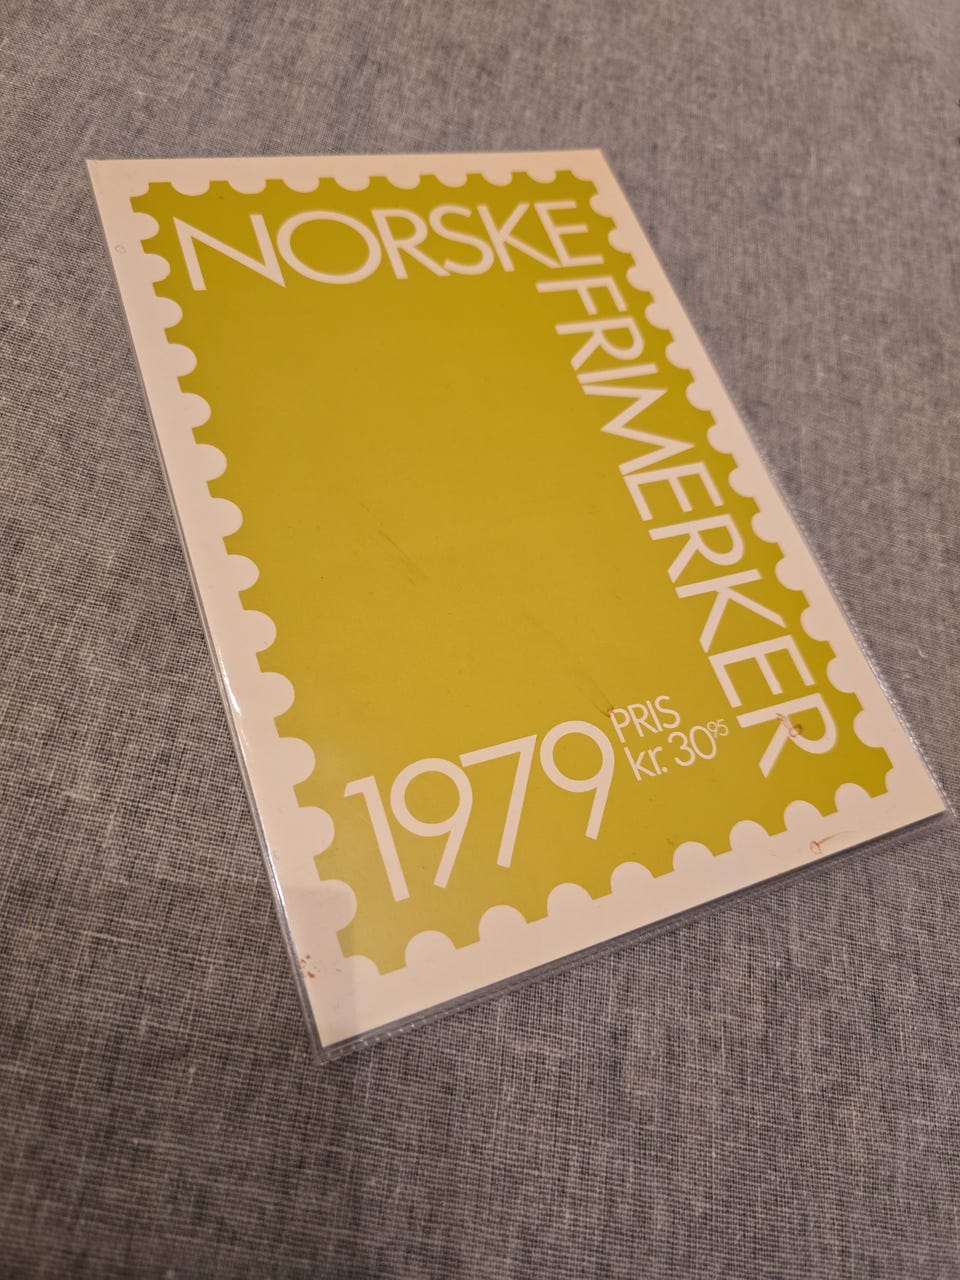 NORSKE
FRIMERKER
1979
PRIS
kr. 30⁹⁵